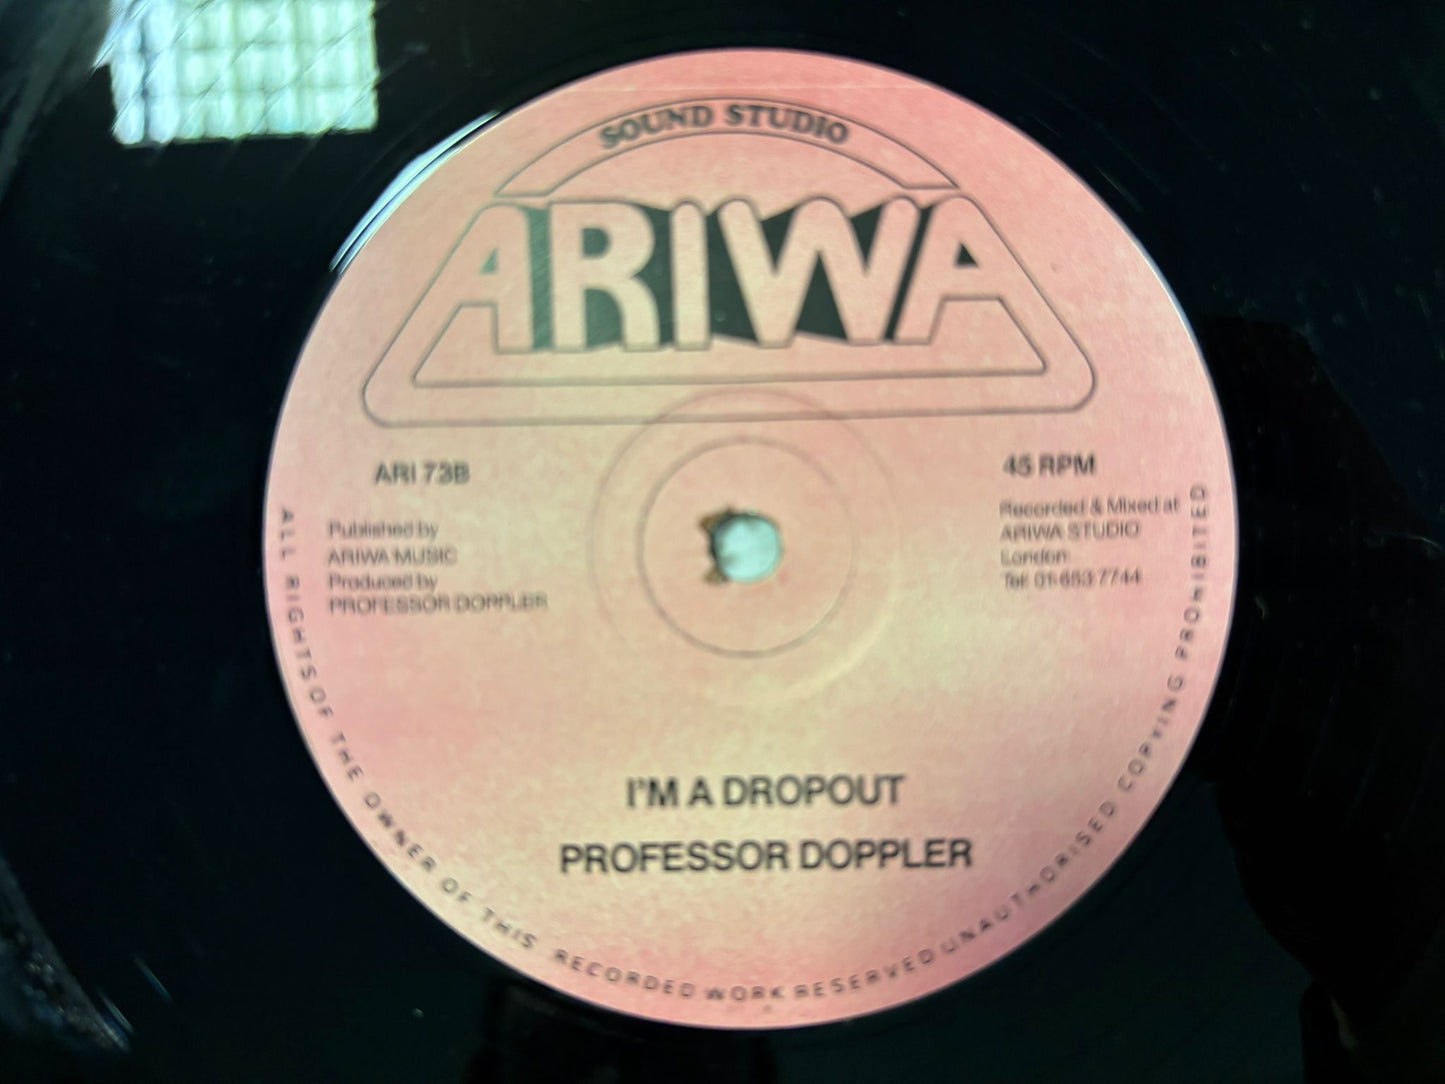 SOUND STUDIO
ARIWA
ARI 73B
45 RPM
Published by
ARIWA MUSIC
Produced by
PROFESSOR DOPPLER
Recorded & Mixed at
ARIWA STUDIO
London
Tel: 01-653 7744
I'M A DROPOUT
PROFESSOR DOPPLER
ALL RIGHTS OF THE OWNER OF THIS RECORDED WORK RESERVED UNAUTHORISED COPYING PROHIBITED